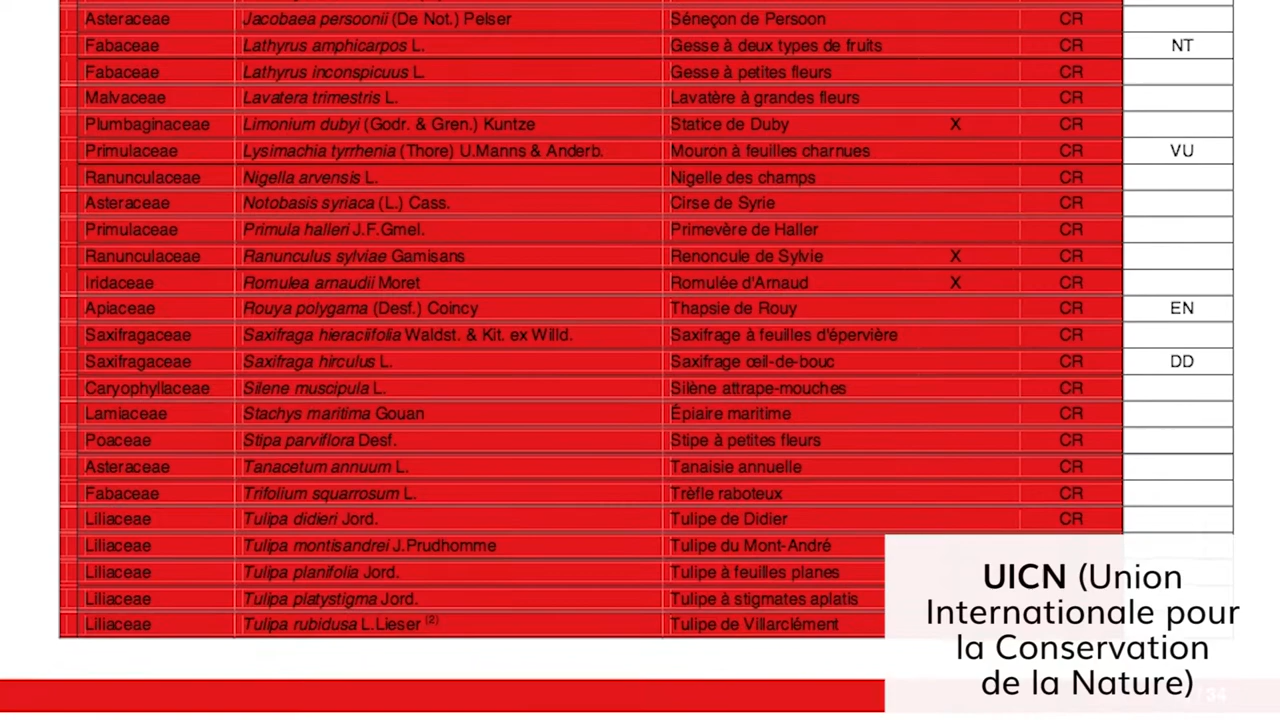 Asteraceae Jacobaea persoonii (De Not.) Pelser Séneçon de Persoon CR
Fabaceae Lathyrus amphicarpos L. Gesse à deux types de fruits CR NT
Fabaceae Lathyrus inconspicuus L. Gesse à petites fleurs CR
Malvaceae Lavatera trimestris L. Lavatère à grandes fleurs CR
Plumbaginaceae Limonium dubyi (Godr. & Gren.) Kuntze Statice de Duby X CR
Primulaceae Lysimachia tyrrhenia (Thore) U.Manns & Anderb. Mouron à feuilles charnues CR VU
Ranunculaceae Nigella arvensis L. Nigelle des champs CR
Asteraceae Notobasis syriaca (L.) Cass. Cirse de Syrie CR
Primulaceae Primula halleri J.F.Gmel. Primevère de Haller CR
Ranunculaceae Ranunculus sylviae Gamisans Renoncule de Sylvie X CR
Iridaceae Romulea arnaudii Moret Romulée d'Arnaud X CR
Apiaceae Rouya polygama (Desf.) Coincy Thapsie de Rouy CR EN
Saxifragaceae Saxifraga hieraciifolia Waldst. & Kit. ex Willd. Saxifrage à feuilles d'épervière CR
Saxifragaceae Saxifraga hirculus L. Saxifrage œil-de-bouc CR DD
Caryophyllaceae Silene muscipula L. Silène attrape-mouches CR
Lamiaceae Stachys maritima Gouan Épiaire maritime CR
Poaceae Stipa parviflora Desf. Stipe à petites fleurs CR
Asteraceae Tanacetum annuum L. Tanaisie annuelle CR
Fabaceae Trifolium squarrosum L. Trèfle raboteux CR
Liliaceae Tulipa didieri Jord. Tulipe de Didier CR
Liliaceae Tulipa montisandrei J.Prudhomme Tulipe du Mont-André
Liliaceae Tulipa planifolia Jord. Tulipe à feuilles planes
Liliaceae Tulipa platystigma Jord. Tulipe à stigmates aplatis
Liliaceae Tulipa rubidusa L.Lieser (2) Tulipe de Villarclément
UICN (Union
Internationale pour
la Conservation
de la Nature)